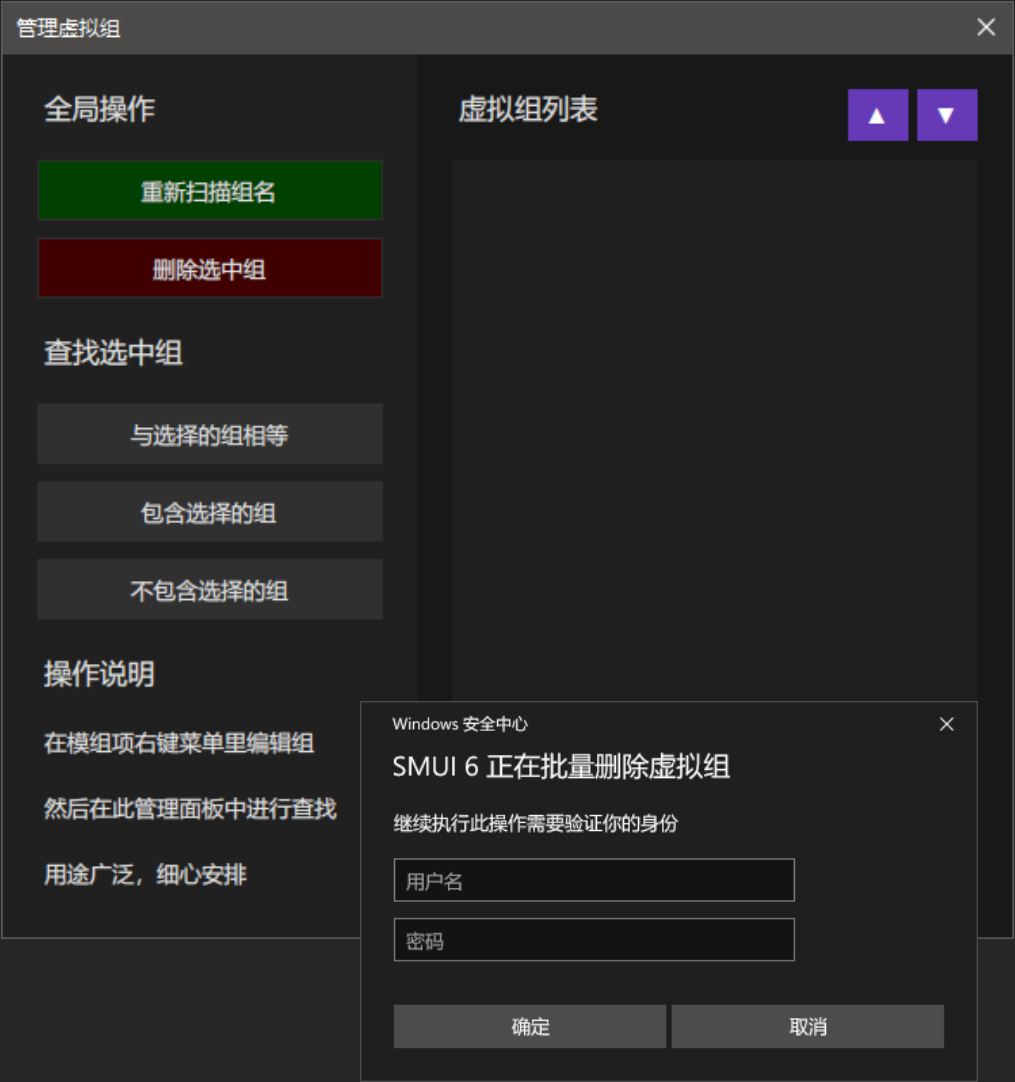 管理虚拟组
全局操作
重新扫描组名
删除选中组
查找选中组
与选择的组相等
包含选择的组
不包含选择的组
操作说明
在模组项右键菜单里编辑组
然后在此管理面板中进行查找
用途广泛，细心安排
虚拟组列表
▲ ▼
Windows 安全中心
SMUI 6 正在批量删除虚拟组
继续执行此操作需要验证你的身份
用户名
密码
确定 取消